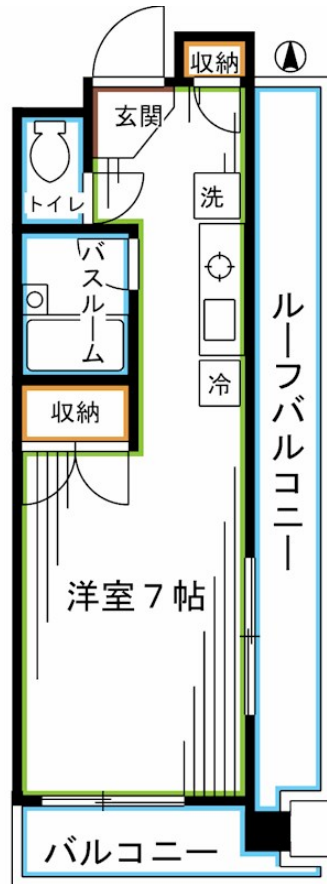 収納
玄関
トイレ
洗
バスルーム
冷
収納
ルーフバルコニー
洋室7帖
バルコニー